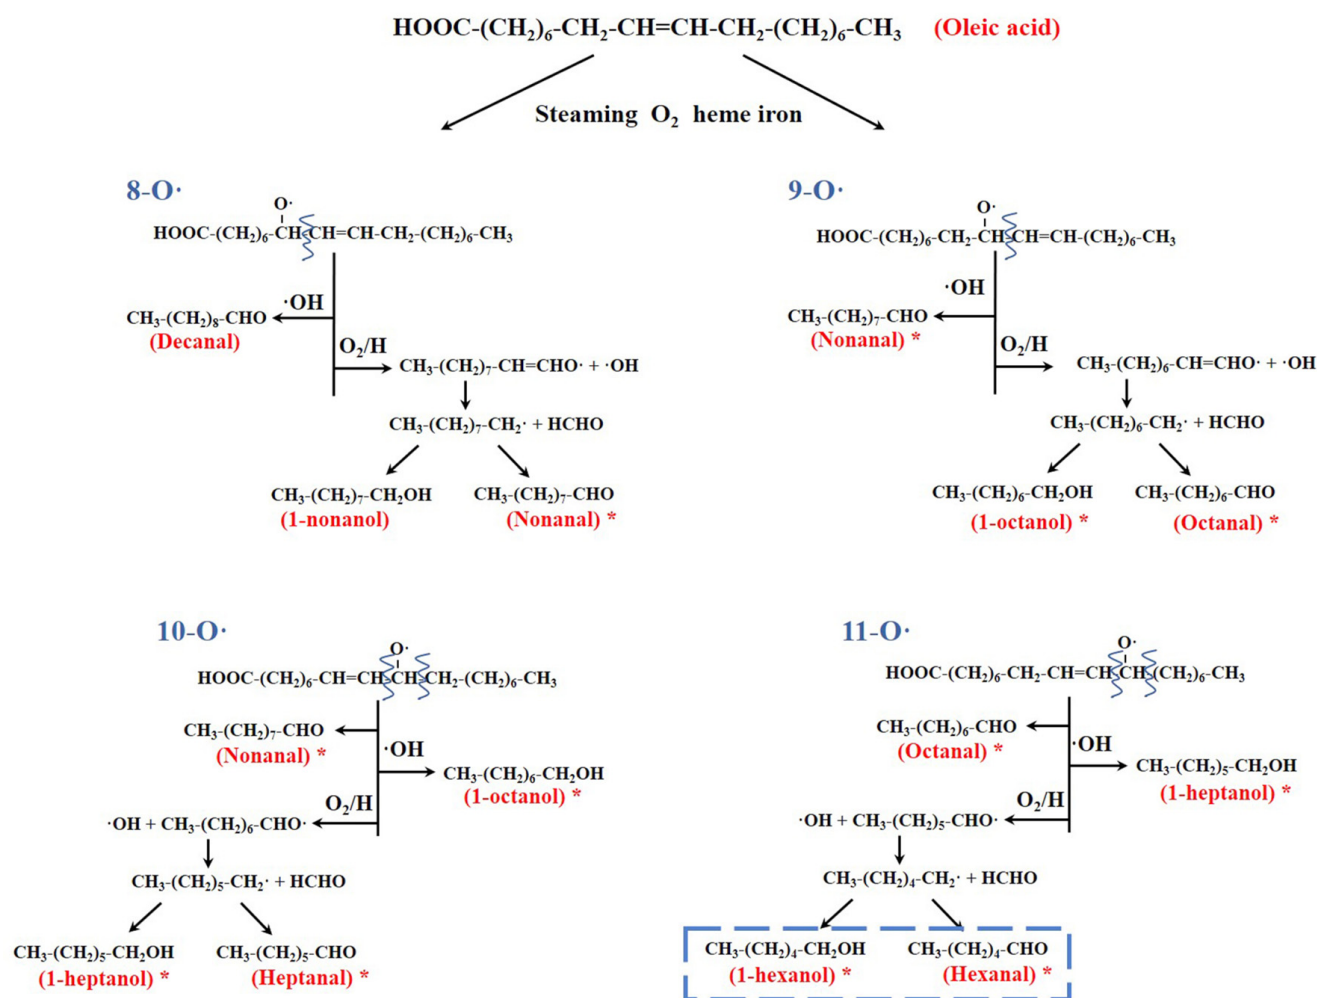 HOOC-(CH₂)₆-CH₂-CH=CH-CH₂-(CH₂)₆-CH₃ (Oleic acid)
Steaming O₂ heme iron
8-O·
O·
HOOC-(CH₂)₆-CH-CH=CH-CH₂-(CH₂)₆-CH₃
·OH
CH₃-(CH₂)₈-CHO
(Decanal)
O₂/H
CH₃-(CH₂)₇-CH=CHO· + ·OH
CH₃-(CH₂)₇-CH₂· + HCHO
CH₃-(CH₂)₇-CH₂OH
(1-nonanol)
CH₃-(CH₂)₇-CHO
(Nonanal) *
9-O·
O·
HOOC-(CH₂)₆-CH₂-CH-CH=CH-(CH₂)₆-CH₃
·OH
CH₃-(CH₂)₇-CHO
(Nonanal) *
O₂/H
CH₃-(CH₂)₆-CH=CHO· + ·OH
CH₃-(CH₂)₆-CH₂· + HCHO
CH₃-(CH₂)₆-CH₂OH
(1-octanol) *
CH₃-(CH₂)₆-CHO
(Octanal) *
10-O·
O·
HOOC-(CH₂)₆-CH=CH-CH-CH₂-(CH₂)₆-CH₃
CH₃-(CH₂)₇-CHO
(Nonanal) *
·OH
CH₃-(CH₂)₆-CH₂OH
(1-octanol) *
O₂/H
·OH + CH₃-(CH₂)₆-CHO·
CH₃-(CH₂)₅-CH₂· + HCHO
CH₃-(CH₂)₅-CH₂OH
(1-heptanol) *
CH₃-(CH₂)₅-CHO
(Heptanal) *
11-O·
O·
HOOC-(CH₂)₆-CH₂-CH=CH-CH-(CH₂)₆-CH₃
CH₃-(CH₂)₆-CHO
(Octanal) *
·OH
CH₃-(CH₂)₅-CH₂OH
(1-heptanol) *
O₂/H
·OH + CH₃-(CH₂)₅-CHO·
CH₃-(CH₂)₄-CH₂· + HCHO
CH₃-(CH₂)₄-CH₂OH
(1-hexanol) *
CH₃-(CH₂)₄-CHO
(Hexanal) *